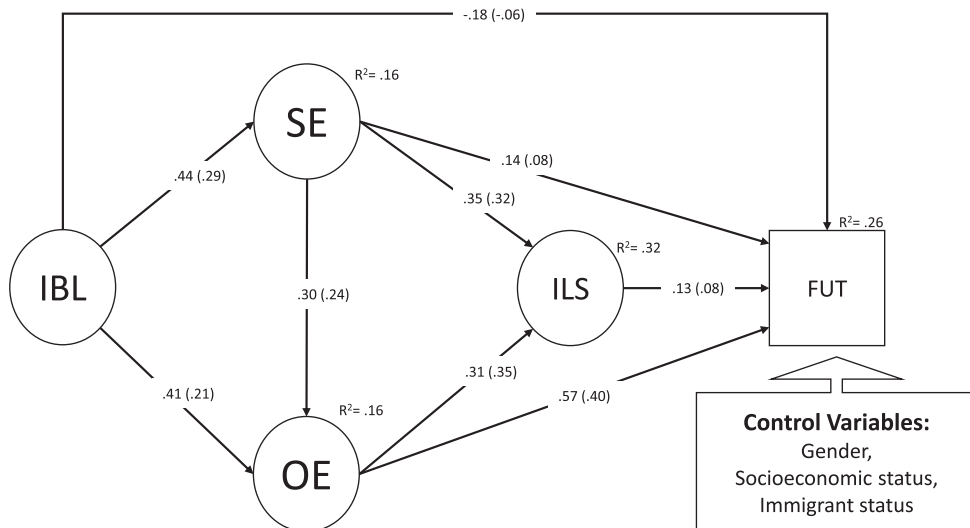 -.18 (-.06)
R²= .16
SE
.14 (.08)
.44 (.29)
.35 (.32)
R²= .26
R²= .32
IBL
ILS
FUT
.30 (.24)
.13 (.08)
.31 (.35)
.41 (.21)
.57 (.40)
R²= .16
OE
Control Variables:
Gender,
Socioeconomic status,
Immigrant status